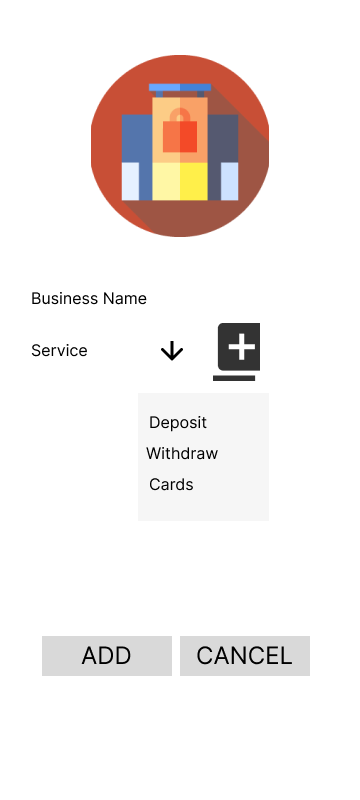 Business Name
Service
Deposit
Withdraw
Cards
ADD CANCEL